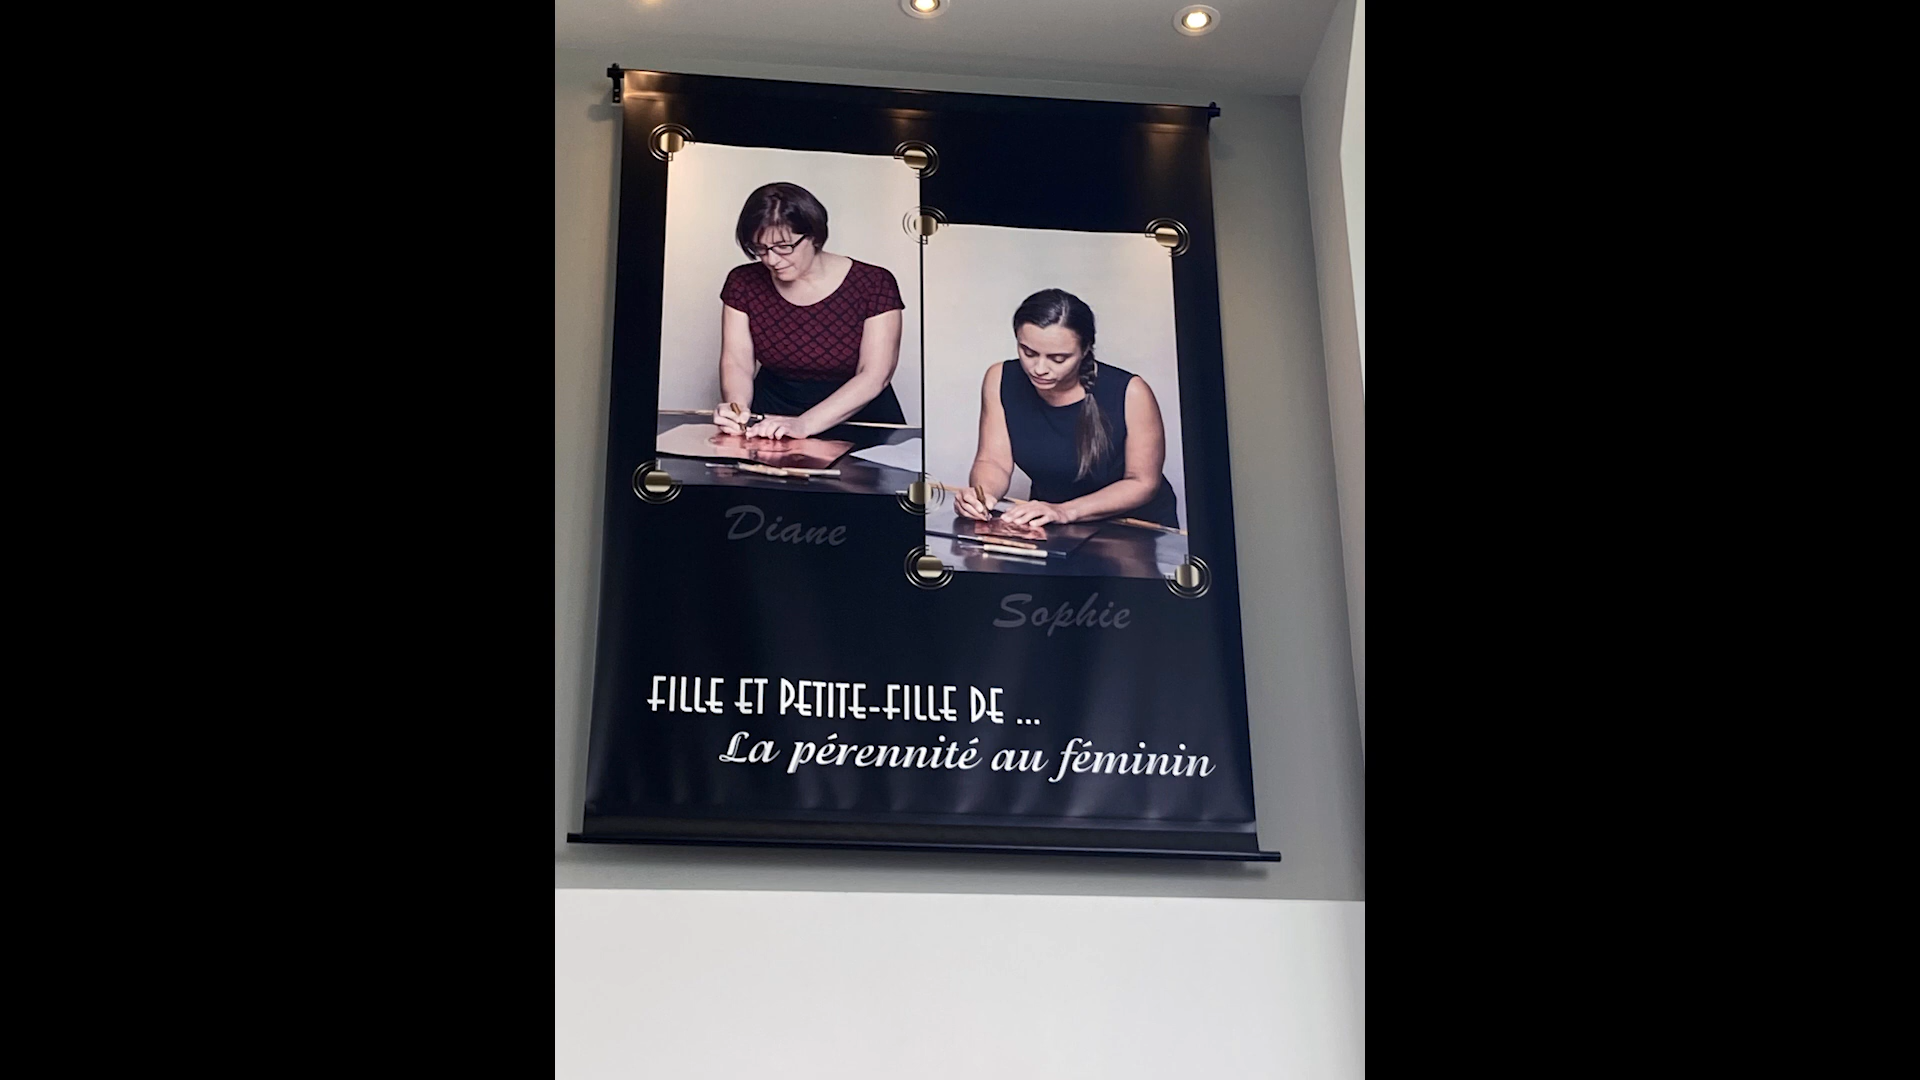 Diane
Sophie
FILLE ET PETITE-FILLE DE ...
La pérennité au féminin